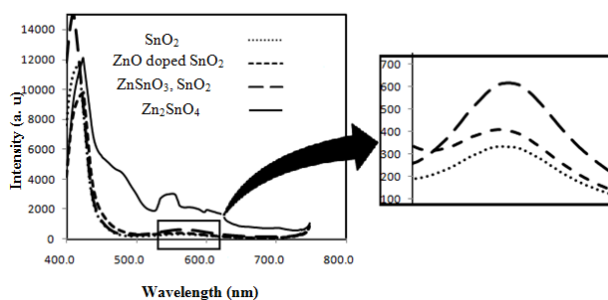 14000
12000
10000
8000
6000
4000
2000
0
Intensity (a. u)
SnO₂
ZnO doped SnO₂
ZnSnO₃, SnO₂
Zn₂SnO₄
400.0 500.0 600.0 700.0 800.0
Wavelength (nm)
700
600
500
400
300
200
100